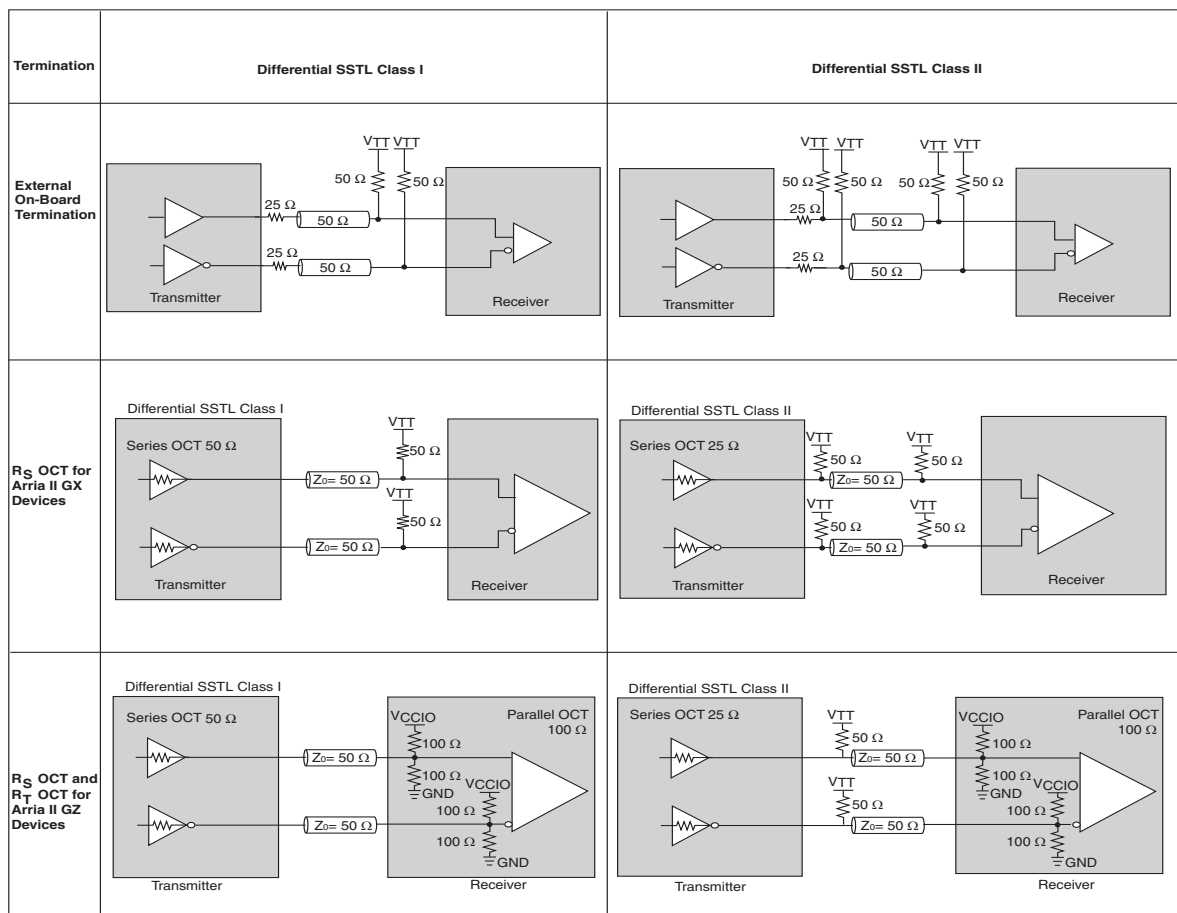 Termination
Differential SSTL Class I
Differential SSTL Class II
External
On-Board
Termination
VTT VTT
50 Ω 50 Ω
25 Ω
50 Ω
25 Ω
50 Ω
Transmitter
Receiver
VTT VTT
VTT VTT
50 Ω 50 Ω
50 Ω 50 Ω
25 Ω
50 Ω
25 Ω
50 Ω
Transmitter
Receiver
RS OCT for
Arria II GX
Devices
Differential SSTL Class I
Series OCT 50 Ω
VTT
50 Ω
Z0= 50 Ω
VTT
50 Ω
Z0= 50 Ω
Transmitter
Receiver
Differential SSTL Class II
Series OCT 25 Ω
VTT
50 Ω
VTT
50 Ω
Z0= 50 Ω
VTT
50 Ω
VTT
50 Ω
Z0= 50 Ω
Transmitter
Receiver
RS OCT and
RT OCT for
Arria II GZ
Devices
Differential SSTL Class I
Series OCT 50 Ω
VCCIO
Parallel OCT
100 Ω
100 Ω
Z0= 50 Ω
100 Ω
GND
VCCIO
100 Ω
Z0= 50 Ω
100 Ω
GND
Transmitter
Receiver
Differential SSTL Class II
Series OCT 25 Ω
VTT
50 Ω
VCCIO
Parallel OCT
100 Ω
100 Ω
Z0= 50 Ω
100 Ω
GND
VTT
50 Ω
VCCIO
100 Ω
Z0= 50 Ω
100 Ω
GND
Transmitter
Receiver